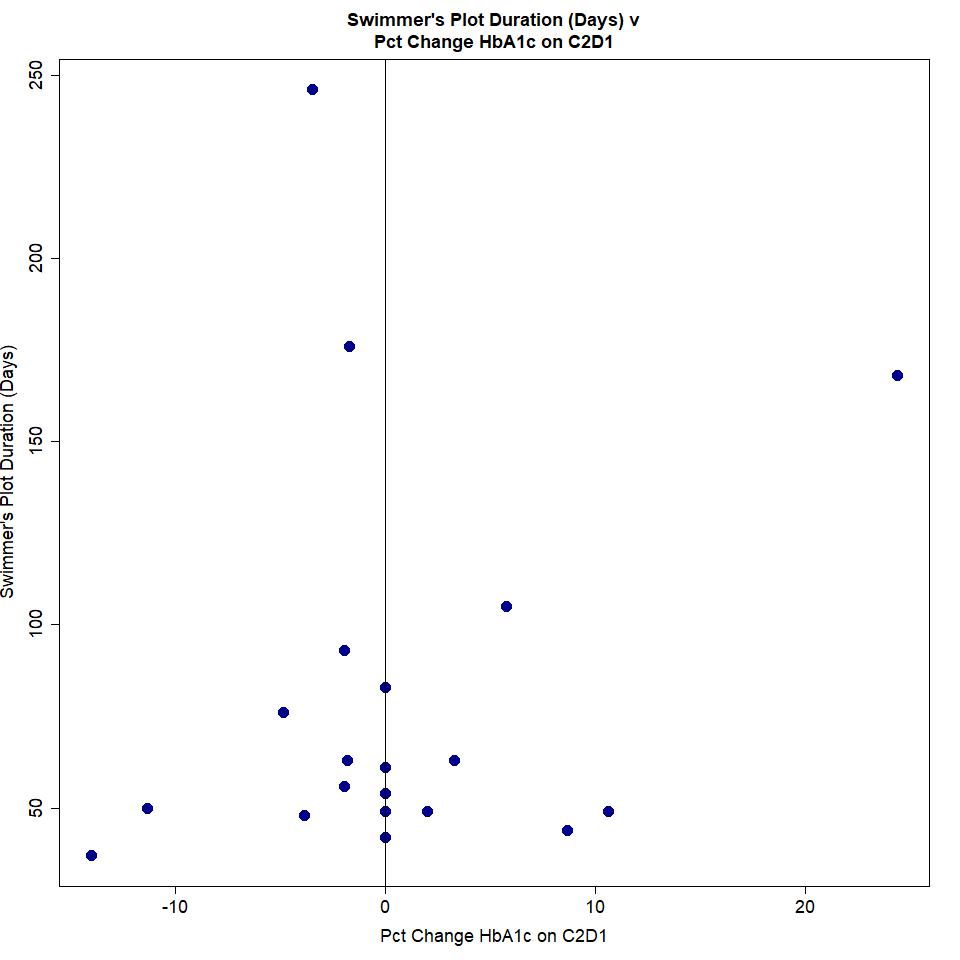 Swimmer's Plot Duration (Days) v
Pct Change HbA1c on C2D1
Swimmer's Plot Duration (Days)
250
200
150
100
50
-10
0
10
20
Pct Change HbA1c on C2D1